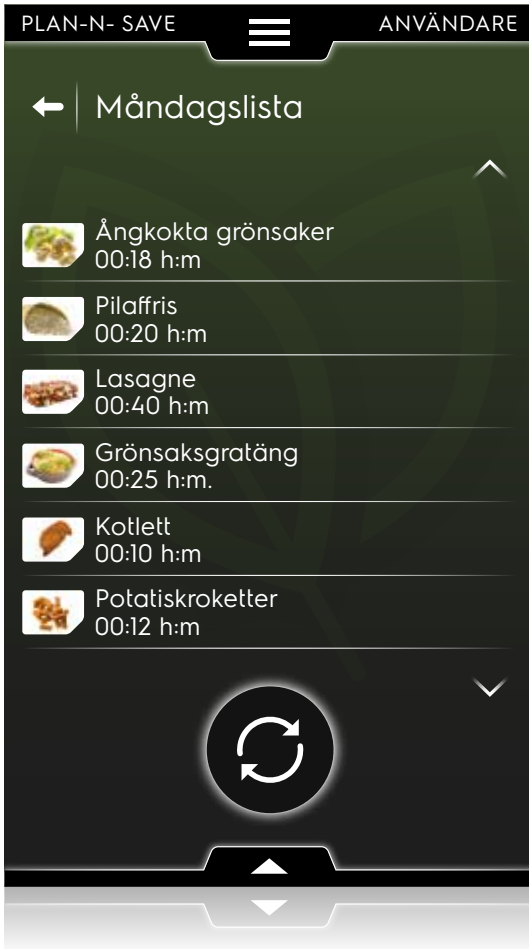 PLAN-N- SAVE
ANVÄNDARE
Måndagslista
Ångkokta grönsaker
00:18 h:m
Pilaffris
00:20 h:m
Lasagne
00:40 h:m
Grönsaksgratäng
00:25 h:m.
Kotlett
00:10 h:m
Potatiskroketter
00:12 h:m